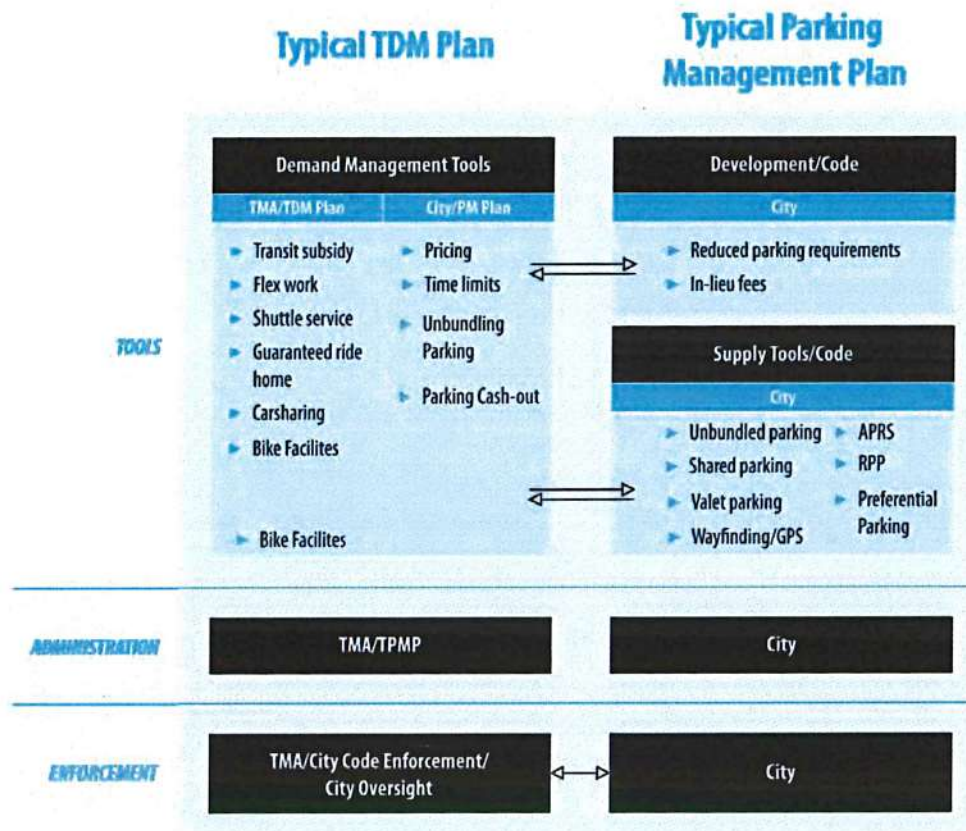 Typical TDM Plan
Typical Parking
Management Plan
TOOLS
Demand Management Tools
TMA/TDM Plan
City/PM Plan
Transit subsidy
Flex work
Shuttle service
Guaranteed ride
home
Carsharing
Bike Facilites
Bike Facilites
Pricing
Time limits
Unbundling
Parking
Parking Cash-out
Development/Code
City
Reduced parking requirements
In-lieu fees
Supply Tools/Code
City
Unbundled parking
Shared parking
Valet parking
Wayfinding/GPS
APRS
RPP
Preferential
Parking
ADMINISTRATION
TMA/TPMP
City
ENFORCEMENT
TMA/City Code Enforcement/
City Oversight
City